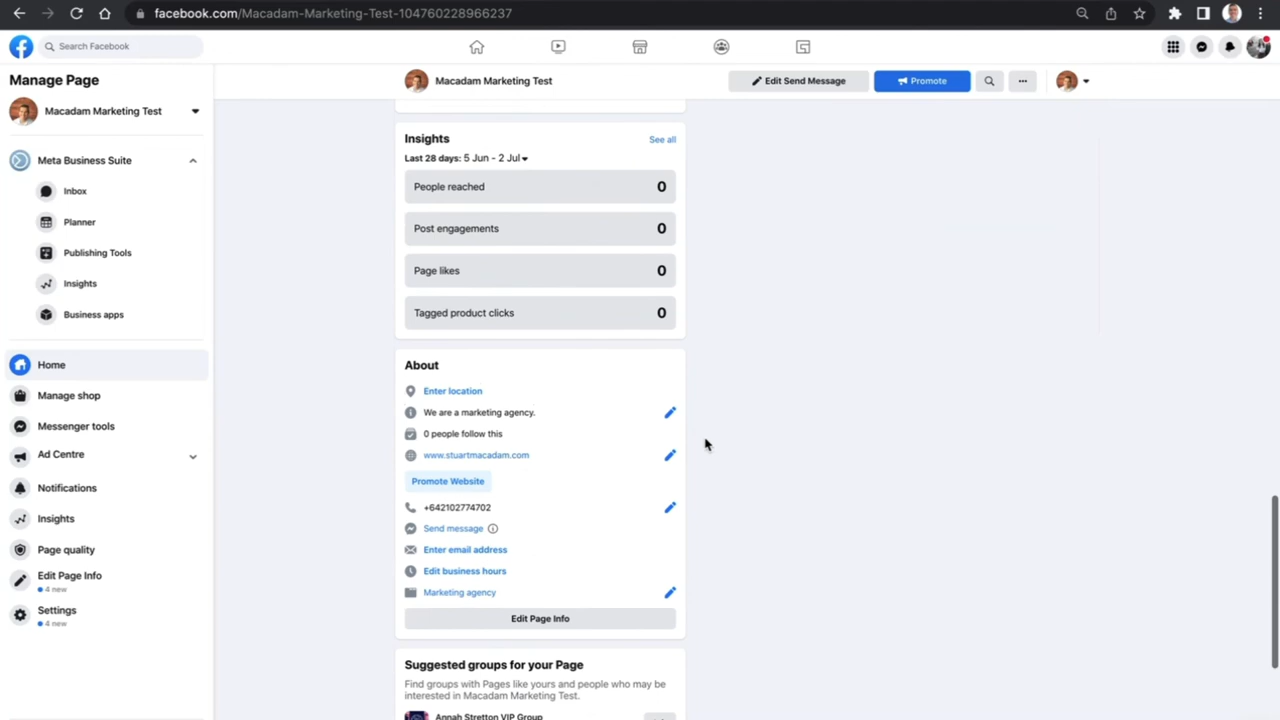 facebook.com/Macadam-Marketing-Test-104760228966237
Search Facebook
Manage Page
Macadam Marketing Test
Meta Business Suite
Inbox
Planner
Publishing Tools
Insights
Business apps
Home
Manage shop
Messenger tools
Ad Centre
Notifications
Insights
Page quality
Edit Page Info
4 new
Settings
4 new
Macadam Marketing Test
Edit Send Message
Promote
Insights
See all
Last 28 days: 5 Jun - 2 Jul
People reached 0
Post engagements 0
Page likes 0
Tagged product clicks 0
About
Enter location
We are a marketing agency.
0 people follow this
www.stuartmacadam.com
Promote Website
+642102774702
Send message
Enter email address
Edit business hours
Marketing agency
Edit Page Info
Suggested groups for your Page
Find groups with Pages like yours and people who may be
interested in Macadam Marketing Test.
Annah Stretton VIP Group